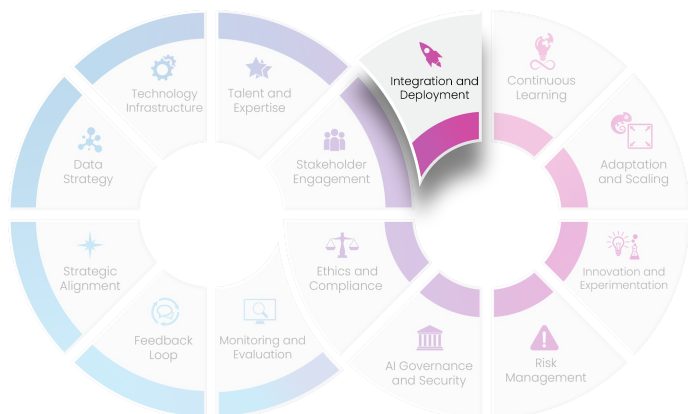 Technology
Infrastructure
Talent and
Expertise
Integration and
Deployment
Continuous
Learning
Data
Strategy
Stakeholder
Engagement
Adaptation
and Scaling
Strategic
Alignment
Ethics and
Compliance
Innovation and
Experimentation
Feedback
Loop
Monitoring and
Evaluation
AI Governance
and Security
Risk
Management